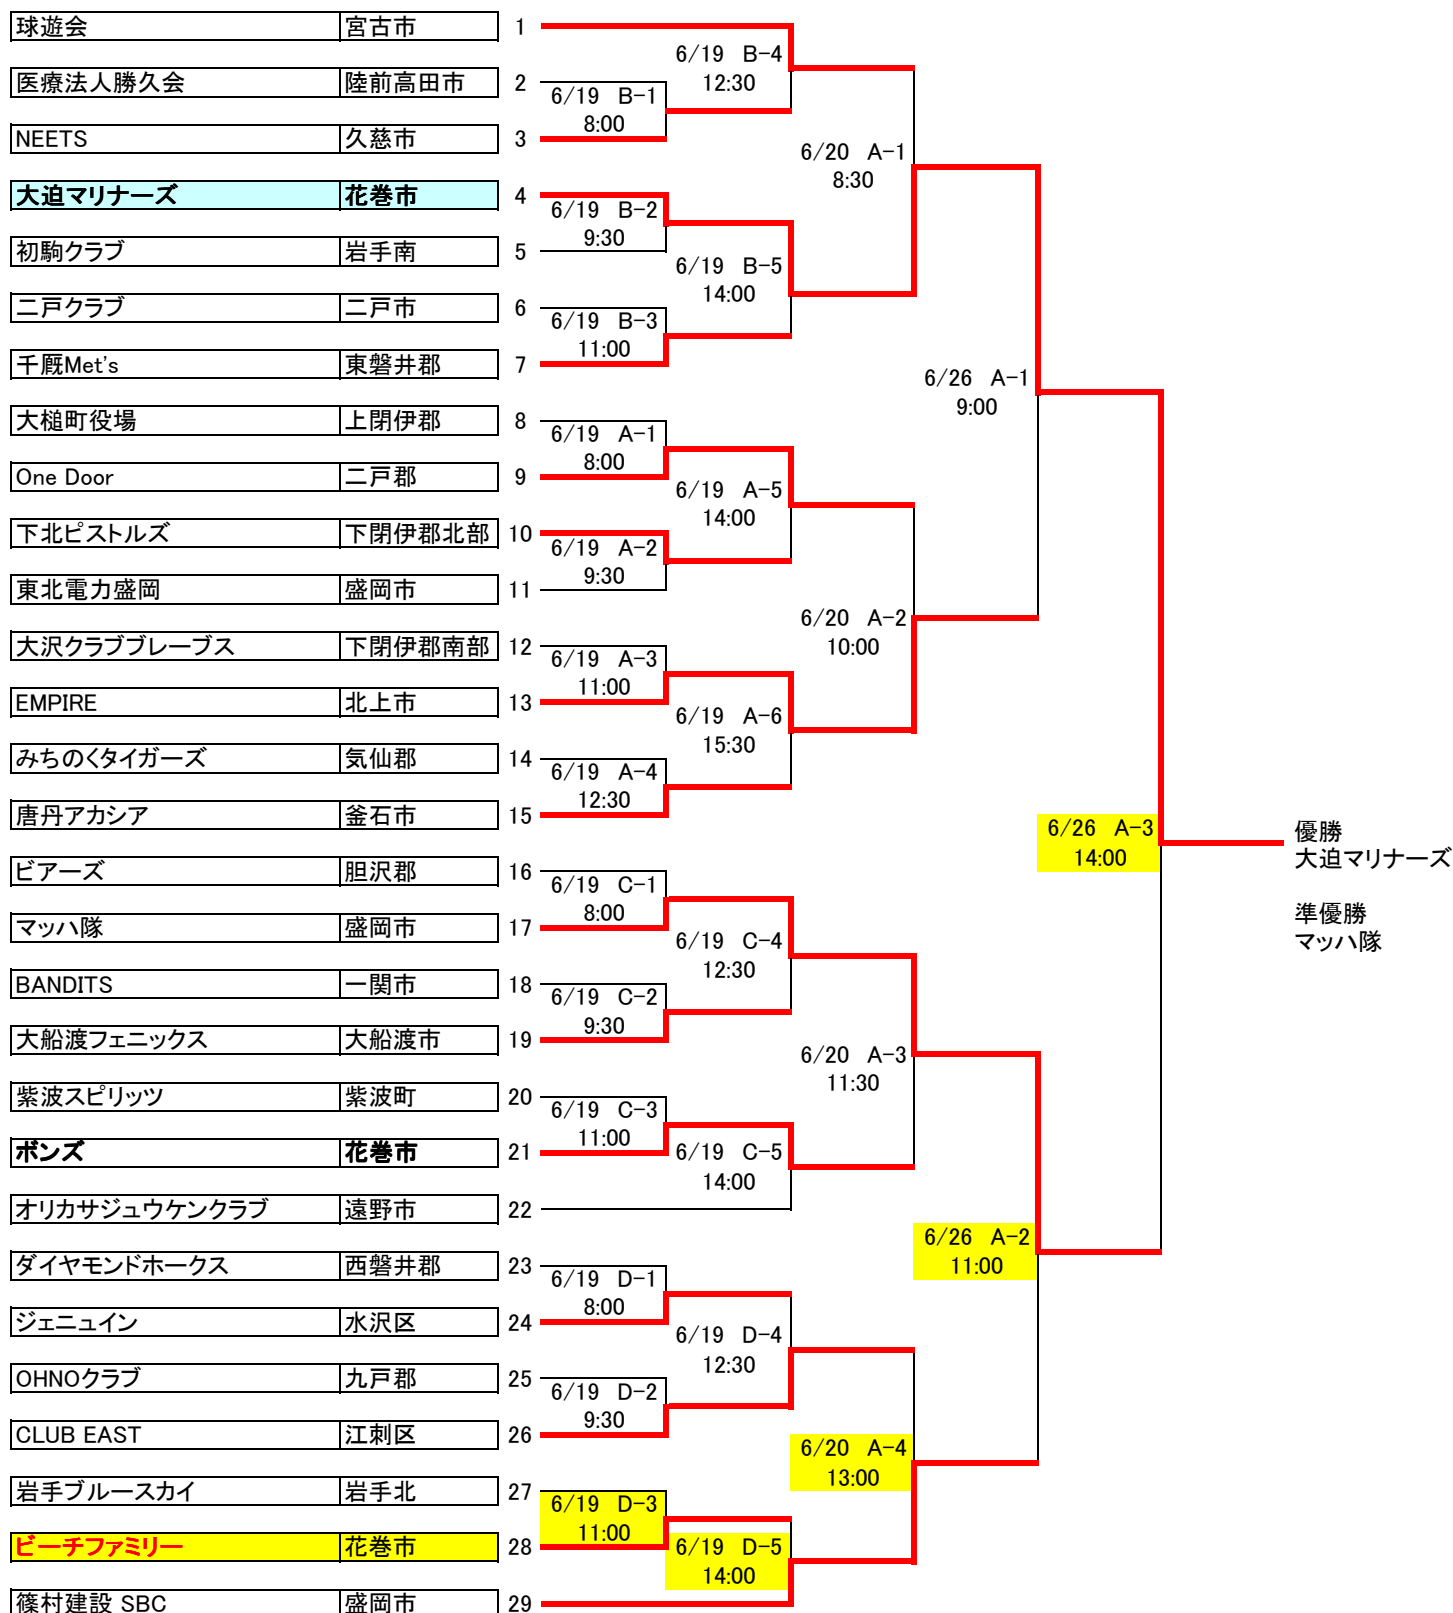 球遊会 宮古市 1
6/19 B-4
医療法人勝久会 陸前高田市 2
12:30
6/19 B-1
8:00
NEETS 久慈市 3
6/20 A-1
8:30
大迫マリナーズ 花巻市 4
6/19 B-2
9:30
初駒クラブ 岩手南 5
6/19 B-5
14:00
二戸クラブ 二戸市 6
6/19 B-3
11:00
千厩Met's 東磐井郡 7
6/26 A-1
9:00
大槌町役場 上閉伊郡 8
6/19 A-1
8:00
One Door 二戸郡 9
6/19 A-5
14:00
下北ピストルズ 下閉伊郡北部 10
6/19 A-2
9:30
東北電力盛岡 盛岡市 11
6/20 A-2
10:00
大沢クラブブレーブス 下閉伊郡南部 12
6/19 A-3
11:00
EMPIRE 北上市 13
6/19 A-6
15:30
みちのくタイガーズ 気仙郡 14
6/19 A-4
12:30
唐丹アカシア 釜石市 15
6/26 A-3
14:00
優勝
大迫マリナーズ
ビアーズ 胆沢郡 16
6/19 C-1
8:00
準優勝
マッハ隊
マッハ隊 盛岡市 17
6/19 C-4
12:30
BANDITS 一関市 18
6/19 C-2
9:30
大船渡フェニックス 大船渡市 19
6/20 A-3
11:30
紫波スピリッツ 紫波町 20
6/19 C-3
11:00
ボンズ 花巻市 21
6/19 C-5
14:00
オリカサジュウケンクラブ 遠野市 22
6/26 A-2
11:00
ダイヤモンドホークス 西磐井郡 23
6/19 D-1
8:00
ジェニュイン 水沢区 24
6/19 D-4
12:30
OHNOクラブ 九戸郡 25
6/19 D-2
9:30
CLUB EAST 江刺区 26
6/20 A-4
13:00
岩手ブルースカイ 岩手北 27
6/19 D-3
11:00
ビーチファミリー 花巻市 28
6/19 D-5
14:00
篠村建設 SBC 盛岡市 29